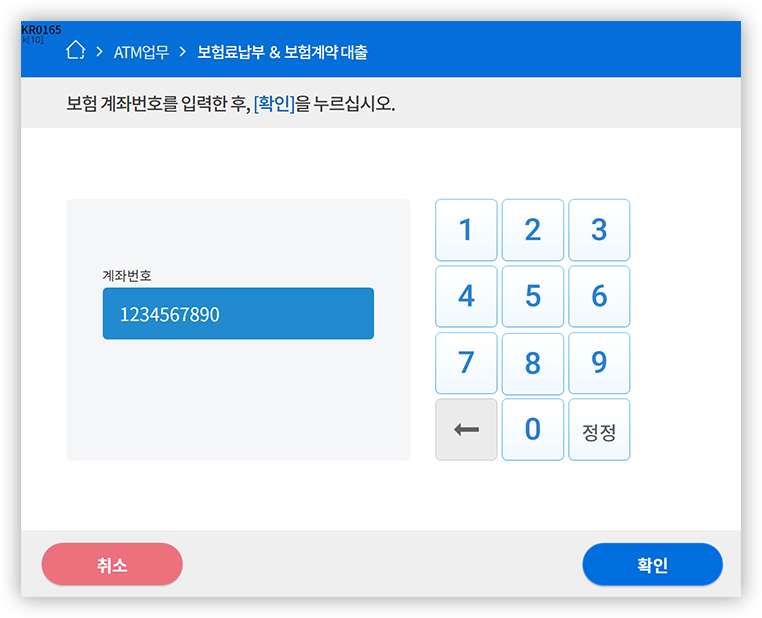 KR0165
k[10]
ATM업무 > 보험료납부 & 보험계약 대출
보험 계좌번호를 입력한 후, [확인]을 누르십시오.
계좌번호
1234567890
1 2 3
4 5 6
7 8 9
0 정정
취소 확인